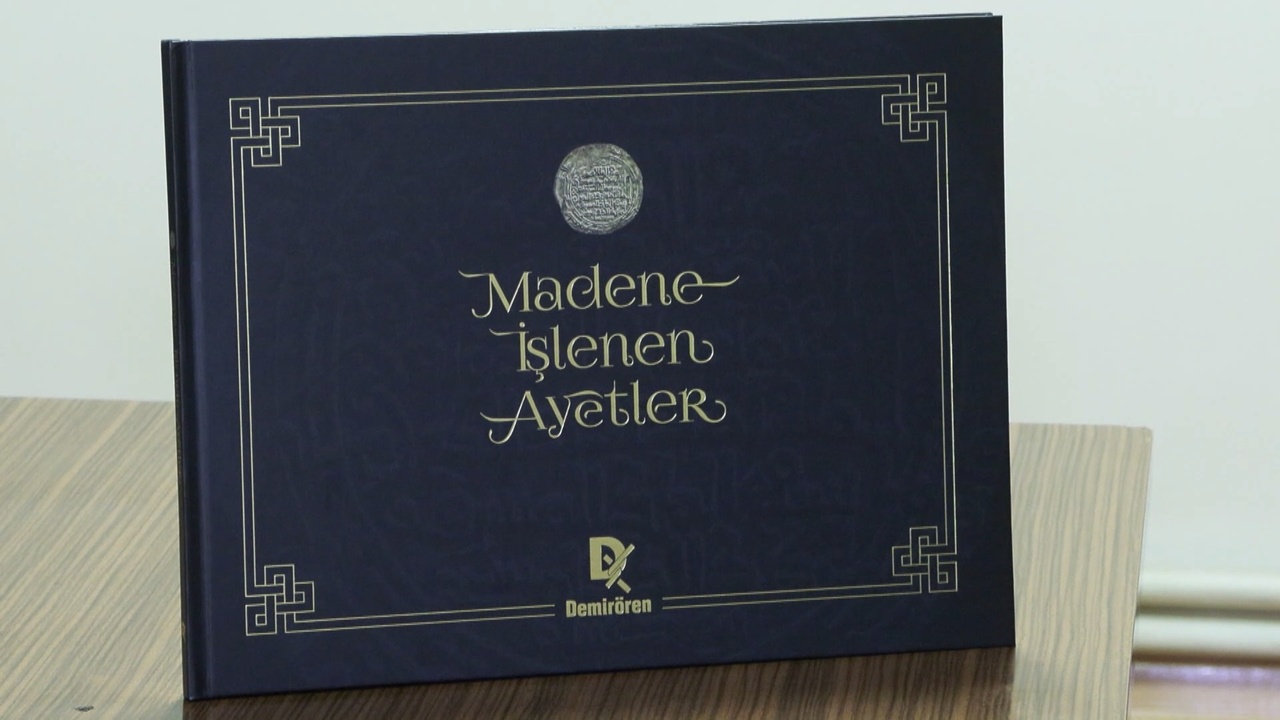 Madene
İşlenen
Ayetler
Demirören